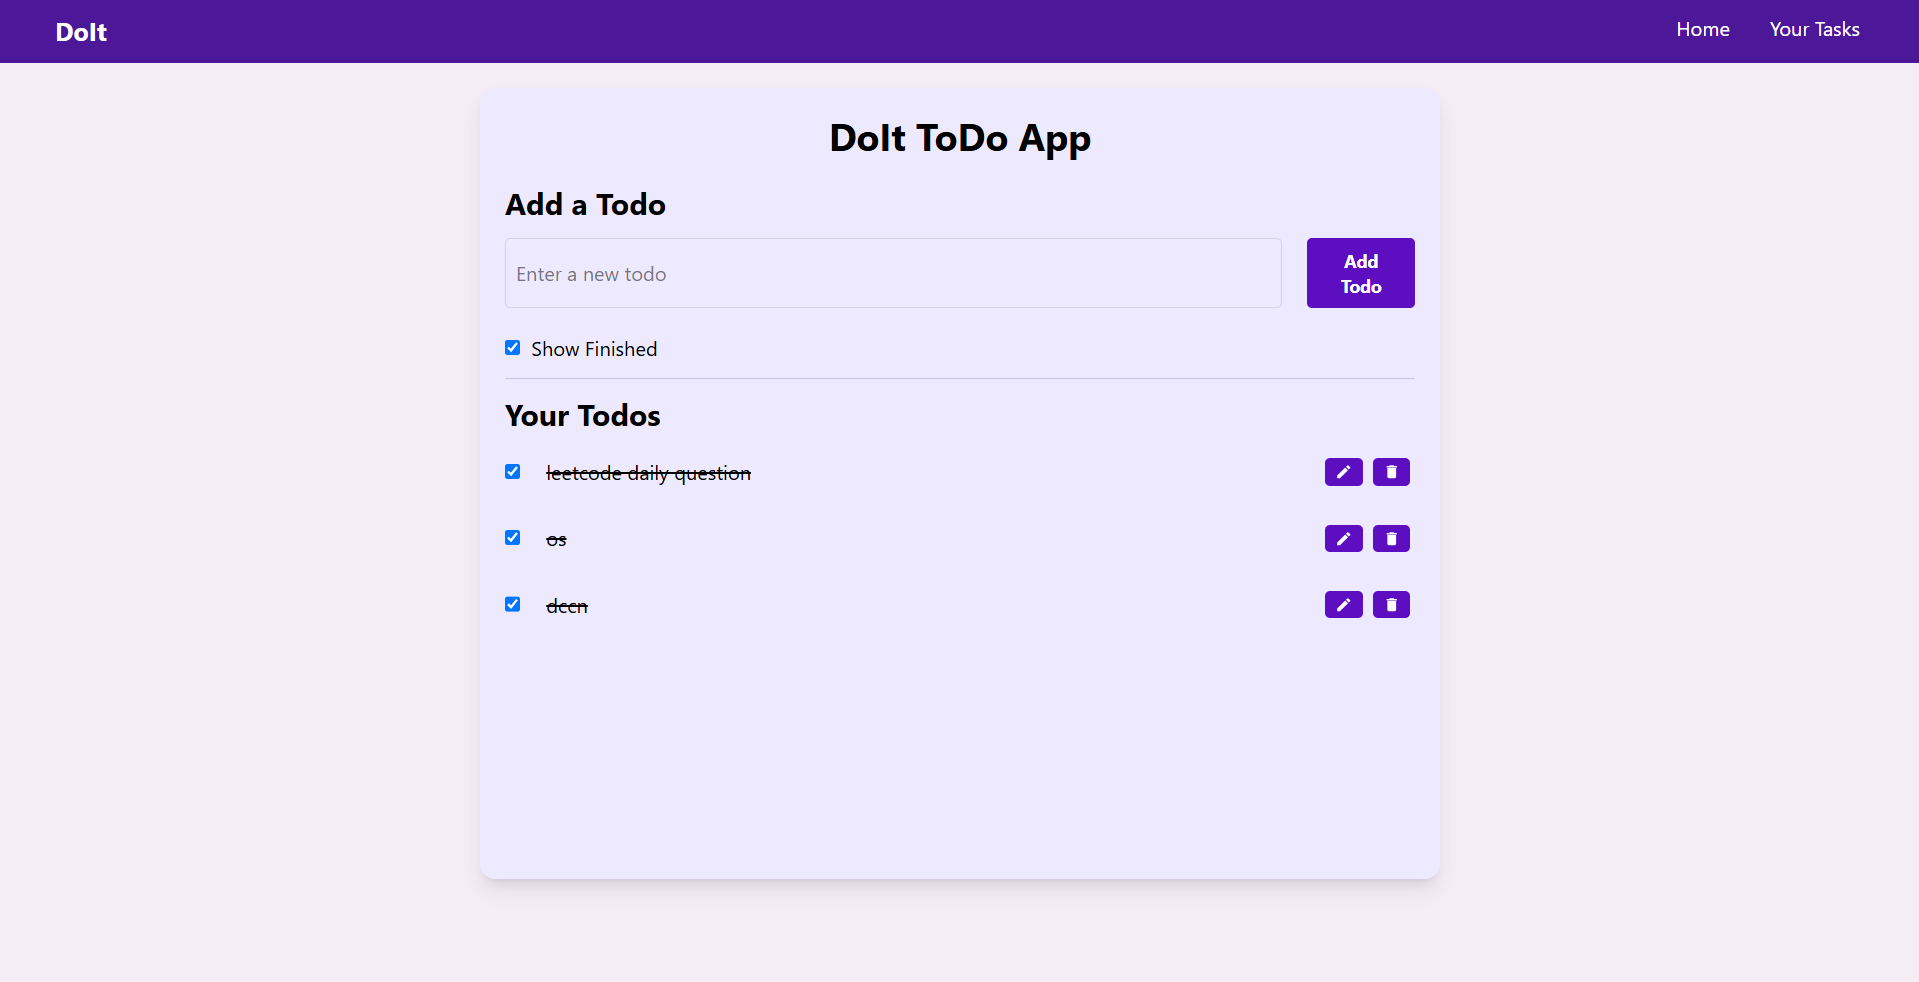 DoIt
Home
Your Tasks
DoIt ToDo App
Add a Todo
Enter a new todo
Add
Todo
Show Finished
Your Todos
leetcode daily question
os
dccn